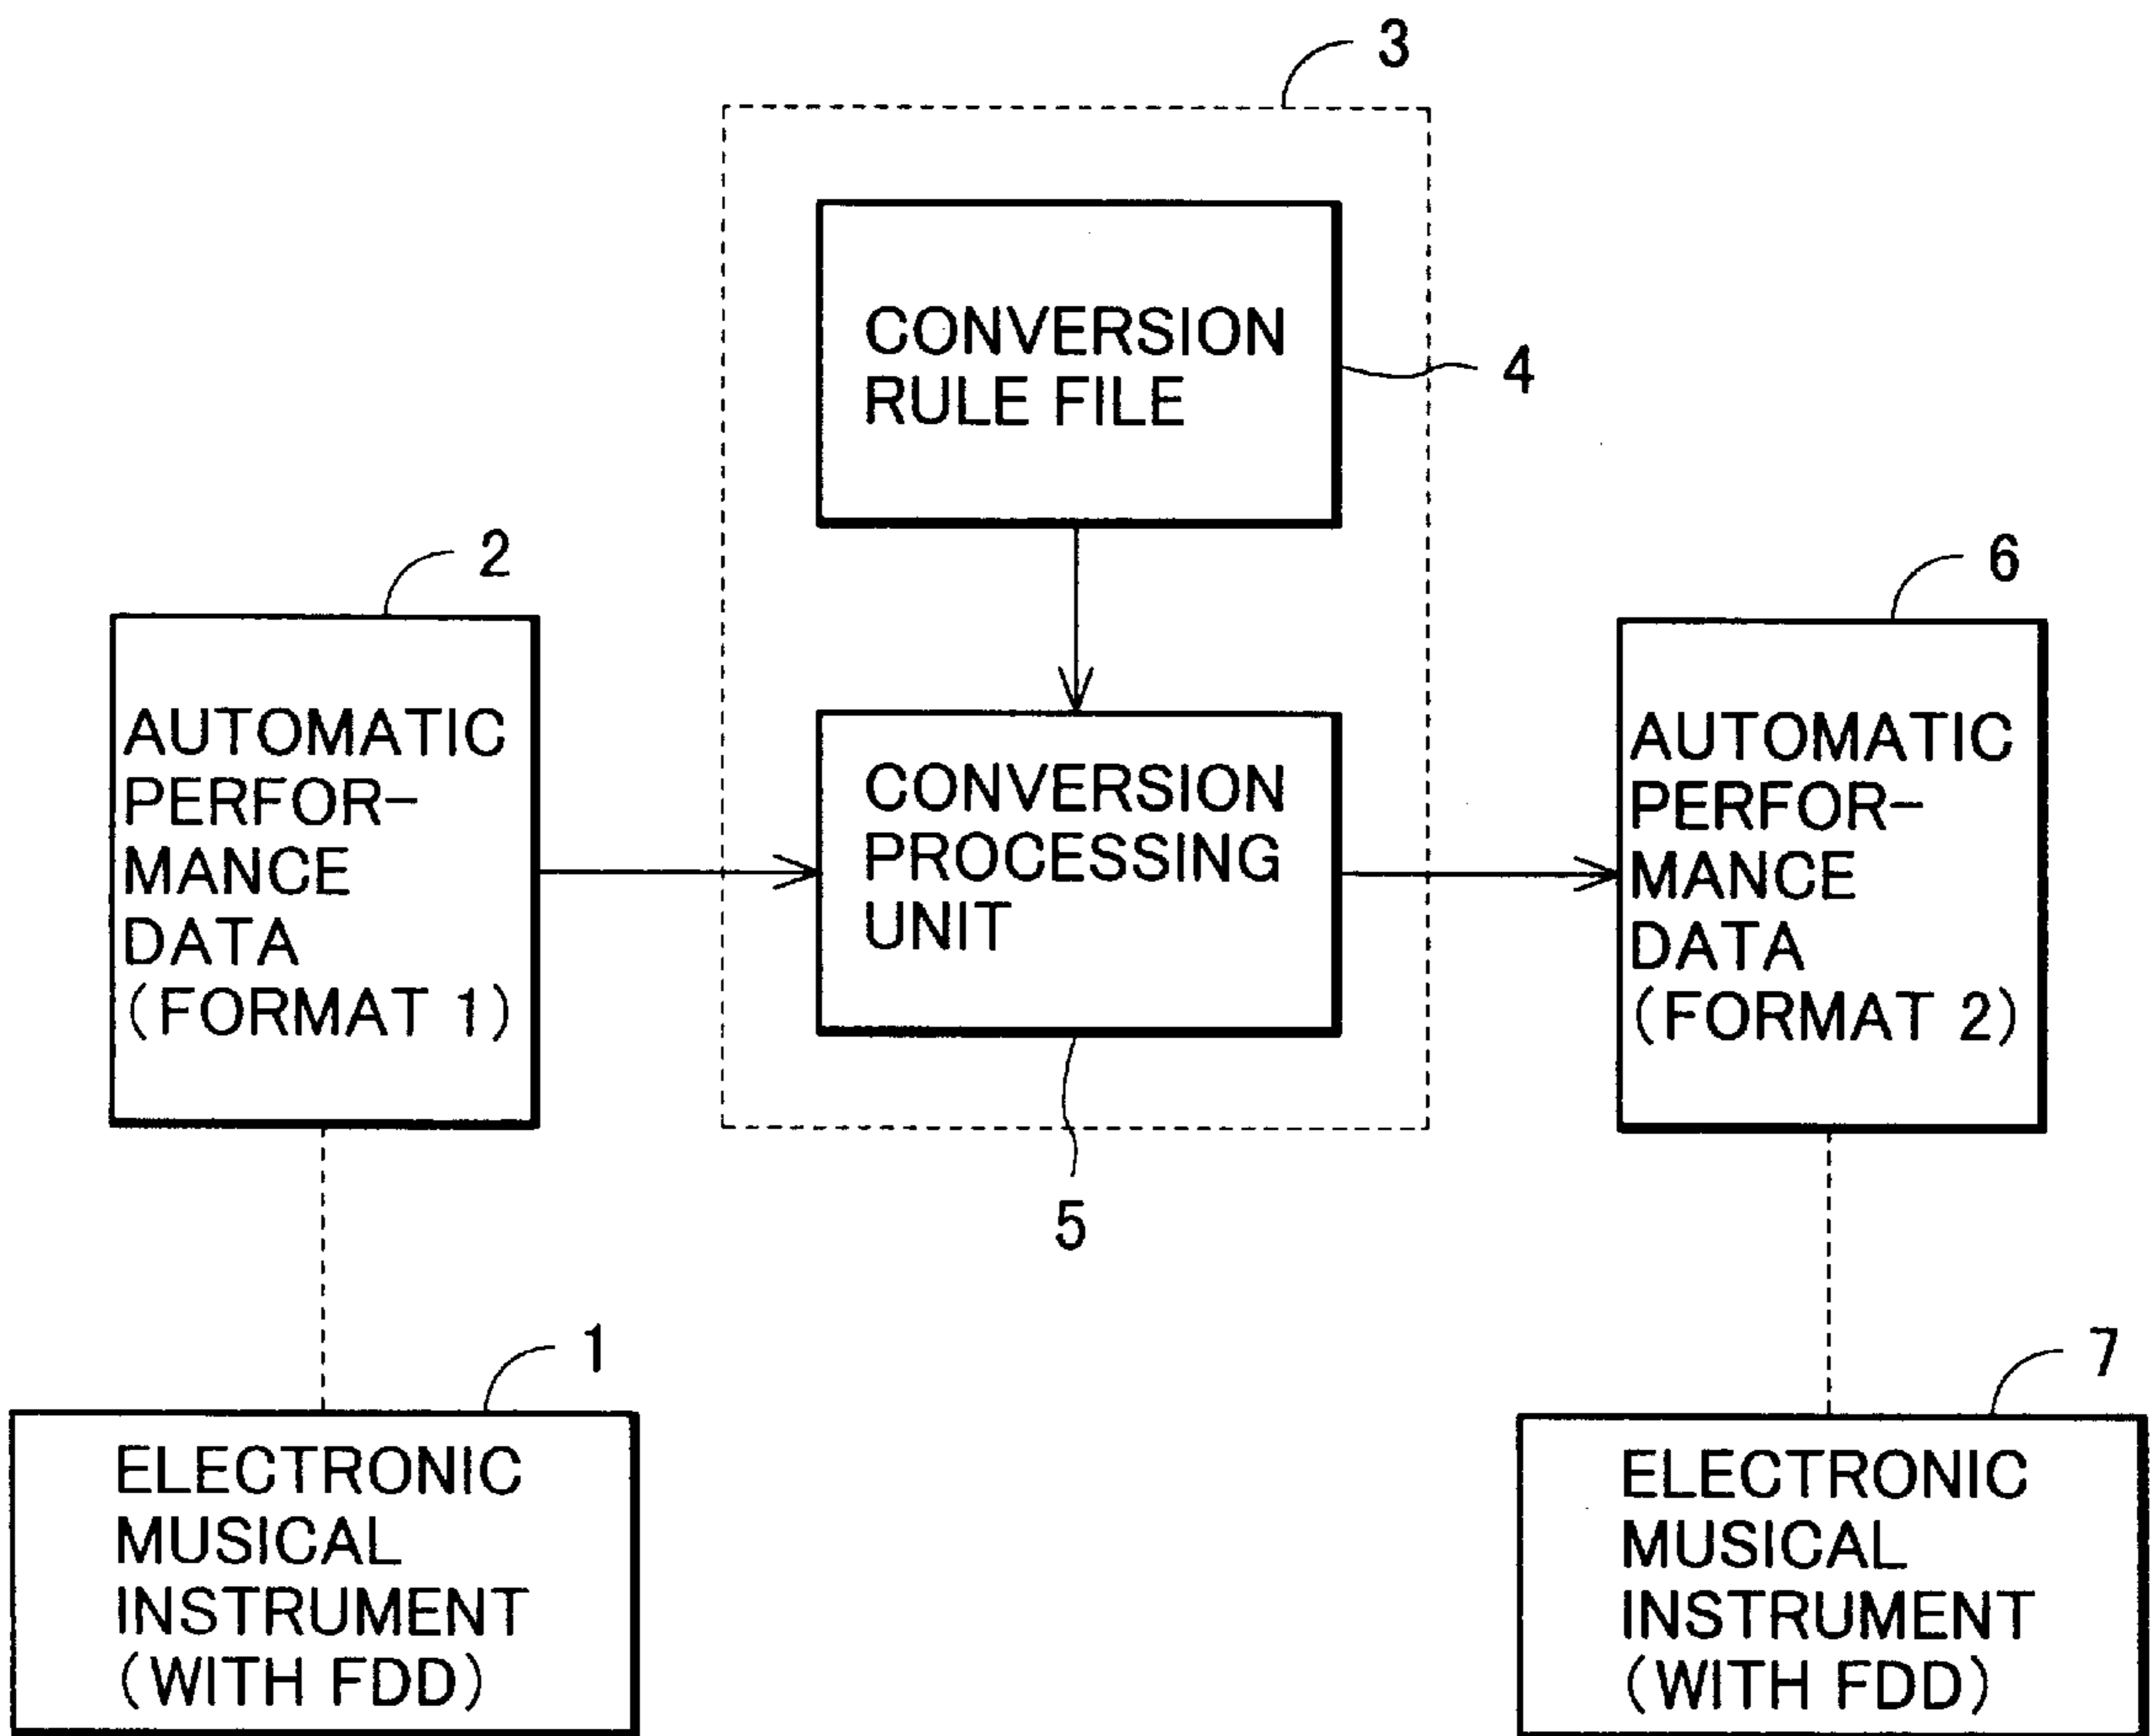 3
CONVERSION
RULE FILE
4
2
6
AUTOMATIC
PERFOR-
MANCE
DATA
(FORMAT 1)
CONVERSION
PROCESSING
UNIT
AUTOMATIC
PERFOR-
MANCE
DATA
(FORMAT 2)
5
1
7
ELECTRONIC
MUSICAL
INSTRUMENT
(WITH FDD)
ELECTRONIC
MUSICAL
INSTRUMENT
(WITH FDD)